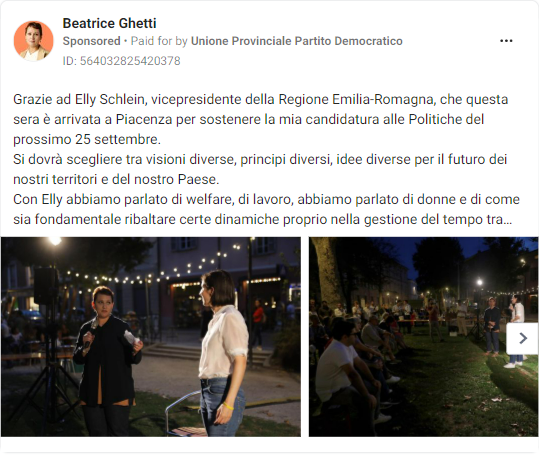 Beatrice Ghetti
Sponsored • Paid for by Unione Provinciale Partito Democratico
ID: 564032825420378
Grazie ad Elly Schlein, vicepresidente della Regione Emilia-Romagna, che questa
sera è arrivata a Piacenza per sostenere la mia candidatura alle Politiche del
prossimo 25 settembre.
Si dovrà scegliere tra visioni diverse, principi diversi, idee diverse per il futuro dei
nostri territori e del nostro Paese.
Con Elly abbiamo parlato di welfare, di lavoro, abbiamo parlato di donne e di come
sia fondamentale ribaltare certe dinamiche proprio nella gestione del tempo tra...